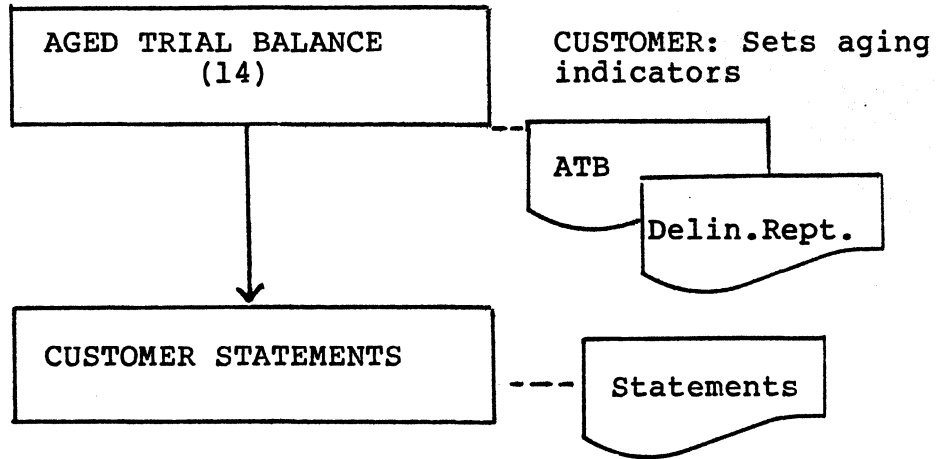 AGED TRIAL BALANCE
(14)
CUSTOMER: Sets aging
indicators
ATB
Delin.Rept.
CUSTOMER STATEMENTS
Statements